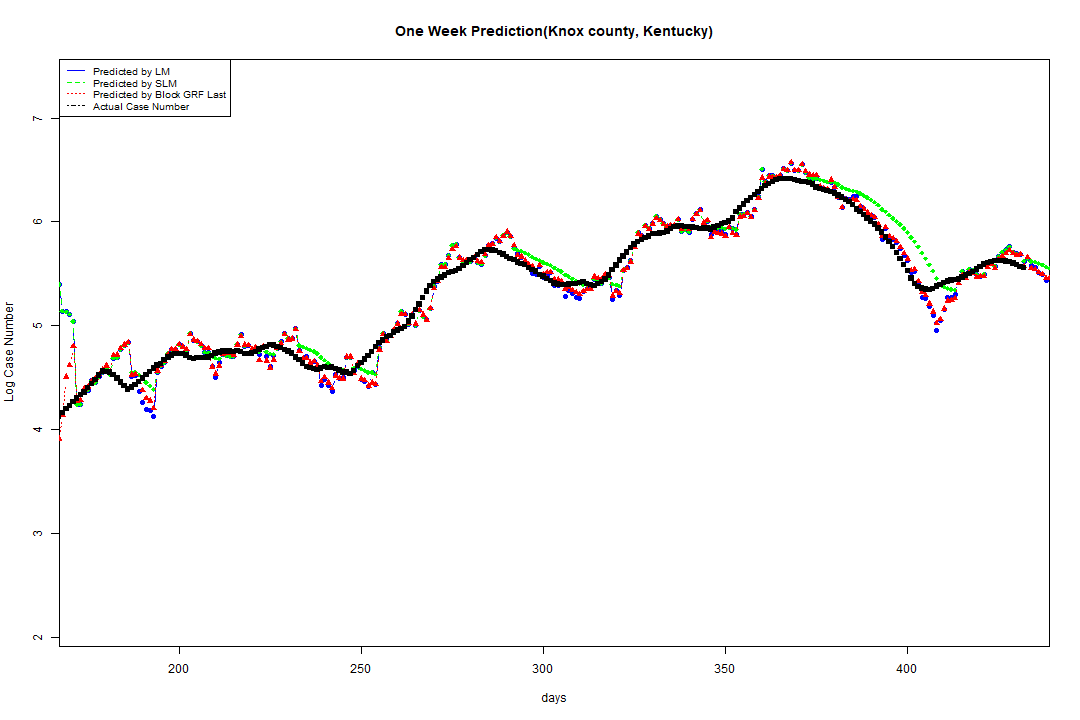 One Week Prediction(Knox county, Kentucky)
Predicted by LM
Predicted by SLM
Predicted by Block GRF Last
Actual Case Number
7
6
5
4
3
2
Log Case Number
200 250 300 350 400
days